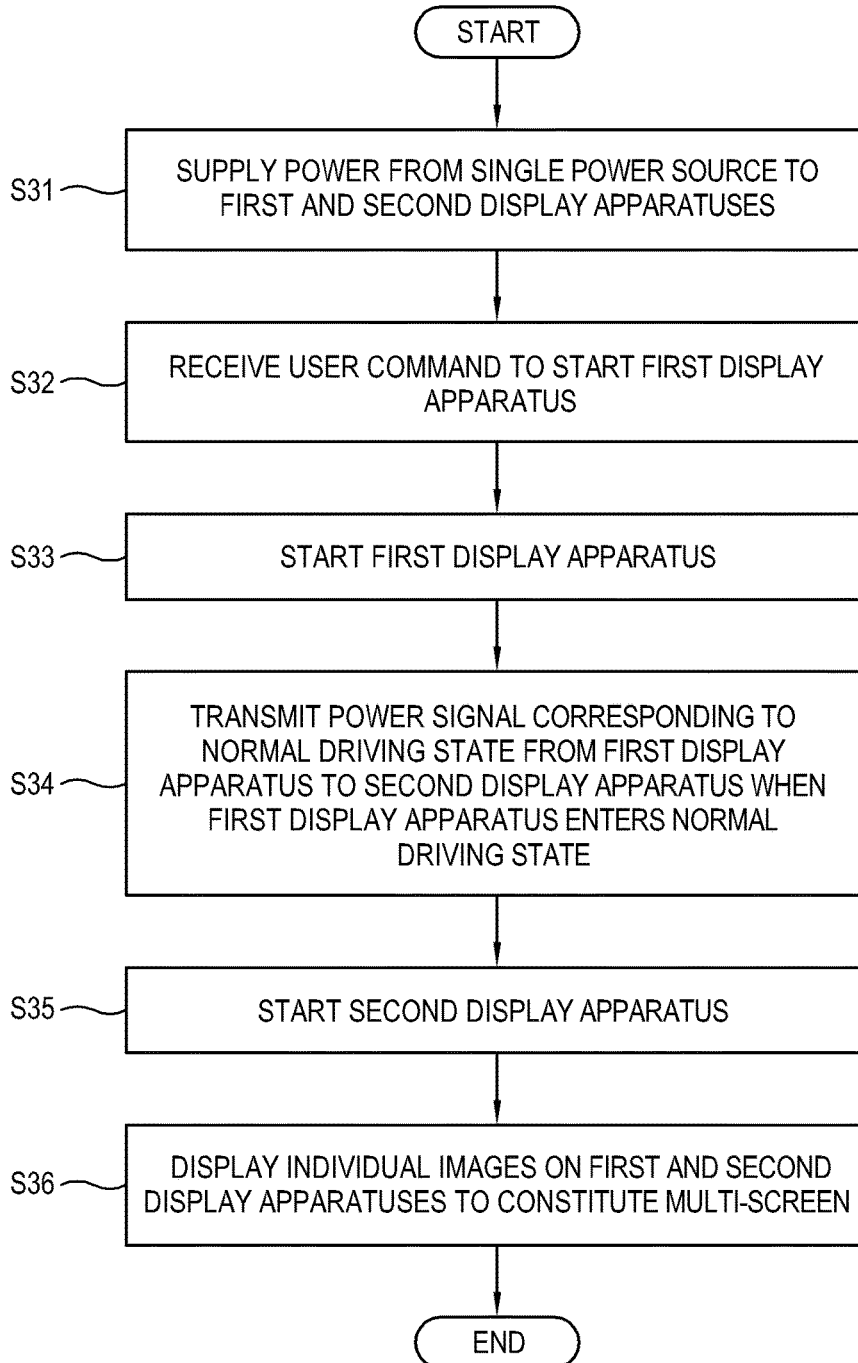 START
S31
SUPPLY POWER FROM SINGLE POWER SOURCE TO
FIRST AND SECOND DISPLAY APPARATUSES
S32
RECEIVE USER COMMAND TO START FIRST DISPLAY
APPARATUS
S33
START FIRST DISPLAY APPARATUS
S34
TRANSMIT POWER SIGNAL CORRESPONDING TO
NORMAL DRIVING STATE FROM FIRST DISPLAY
APPARATUS TO SECOND DISPLAY APPARATUS WHEN
FIRST DISPLAY APPARATUS ENTERS NORMAL
DRIVING STATE
S35
START SECOND DISPLAY APPARATUS
S36
DISPLAY INDIVIDUAL IMAGES ON FIRST AND SECOND
DISPLAY APPARATUSES TO CONSTITUTE MULTI-SCREEN
END